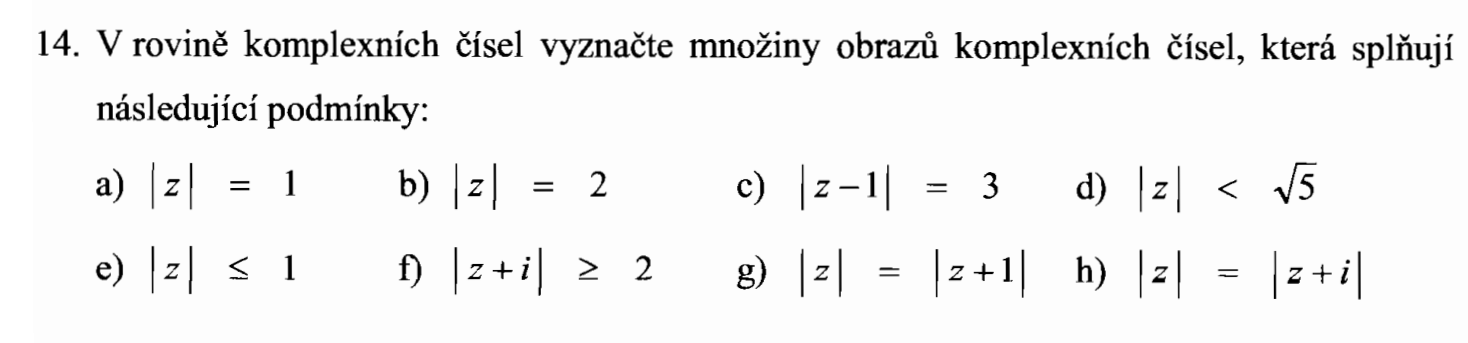 14. V rovině komplexních čísel vyznačte množiny obrazů komplexních čísel, která splňují
následující podmínky:
a) |z| = 1 b) |z| = 2 c) |z−1| = 3 d) |z| < √5
e) |z| ≤ 1 f) |z+i| ≥ 2 g) |z| = |z+1| h) |z| = |z+i|